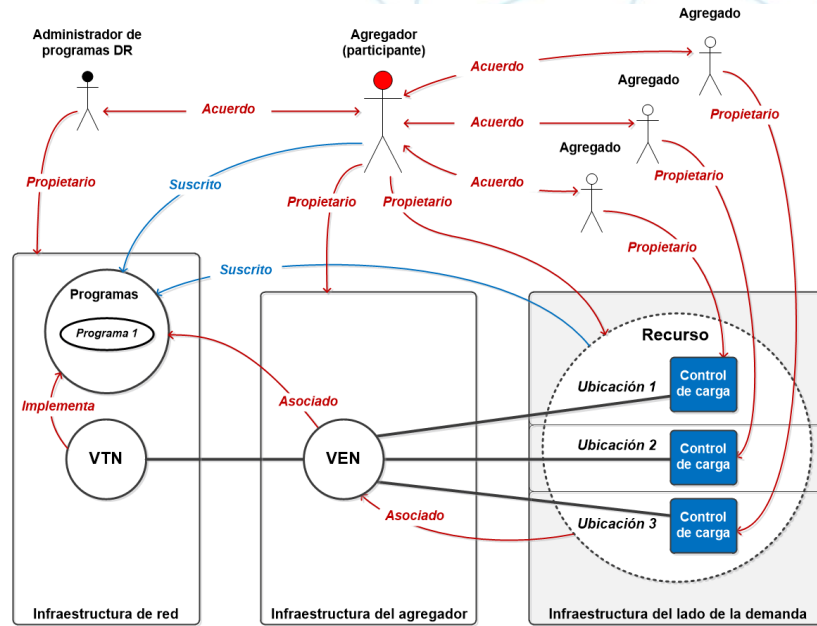 Agregado
Administrador de
programas DR
Agregador
(participante)
Acuerdo
Agregado
Acuerdo
Acuerdo
Agregado
Acuerdo
Propietario
Propietario
Suscrito
Propietario
Propietario
Propietario
Propietario
Suscrito
Programas
Programa 1
Recurso
Ubicación 1
Control
de carga
Implementa
Asociado
Ubicación 2
Control
de carga
VTN
VEN
Asociado
Ubicación 3
Control
de carga
Infraestructura de red
Infraestructura del agregador
Infraestructura del lado de la demanda